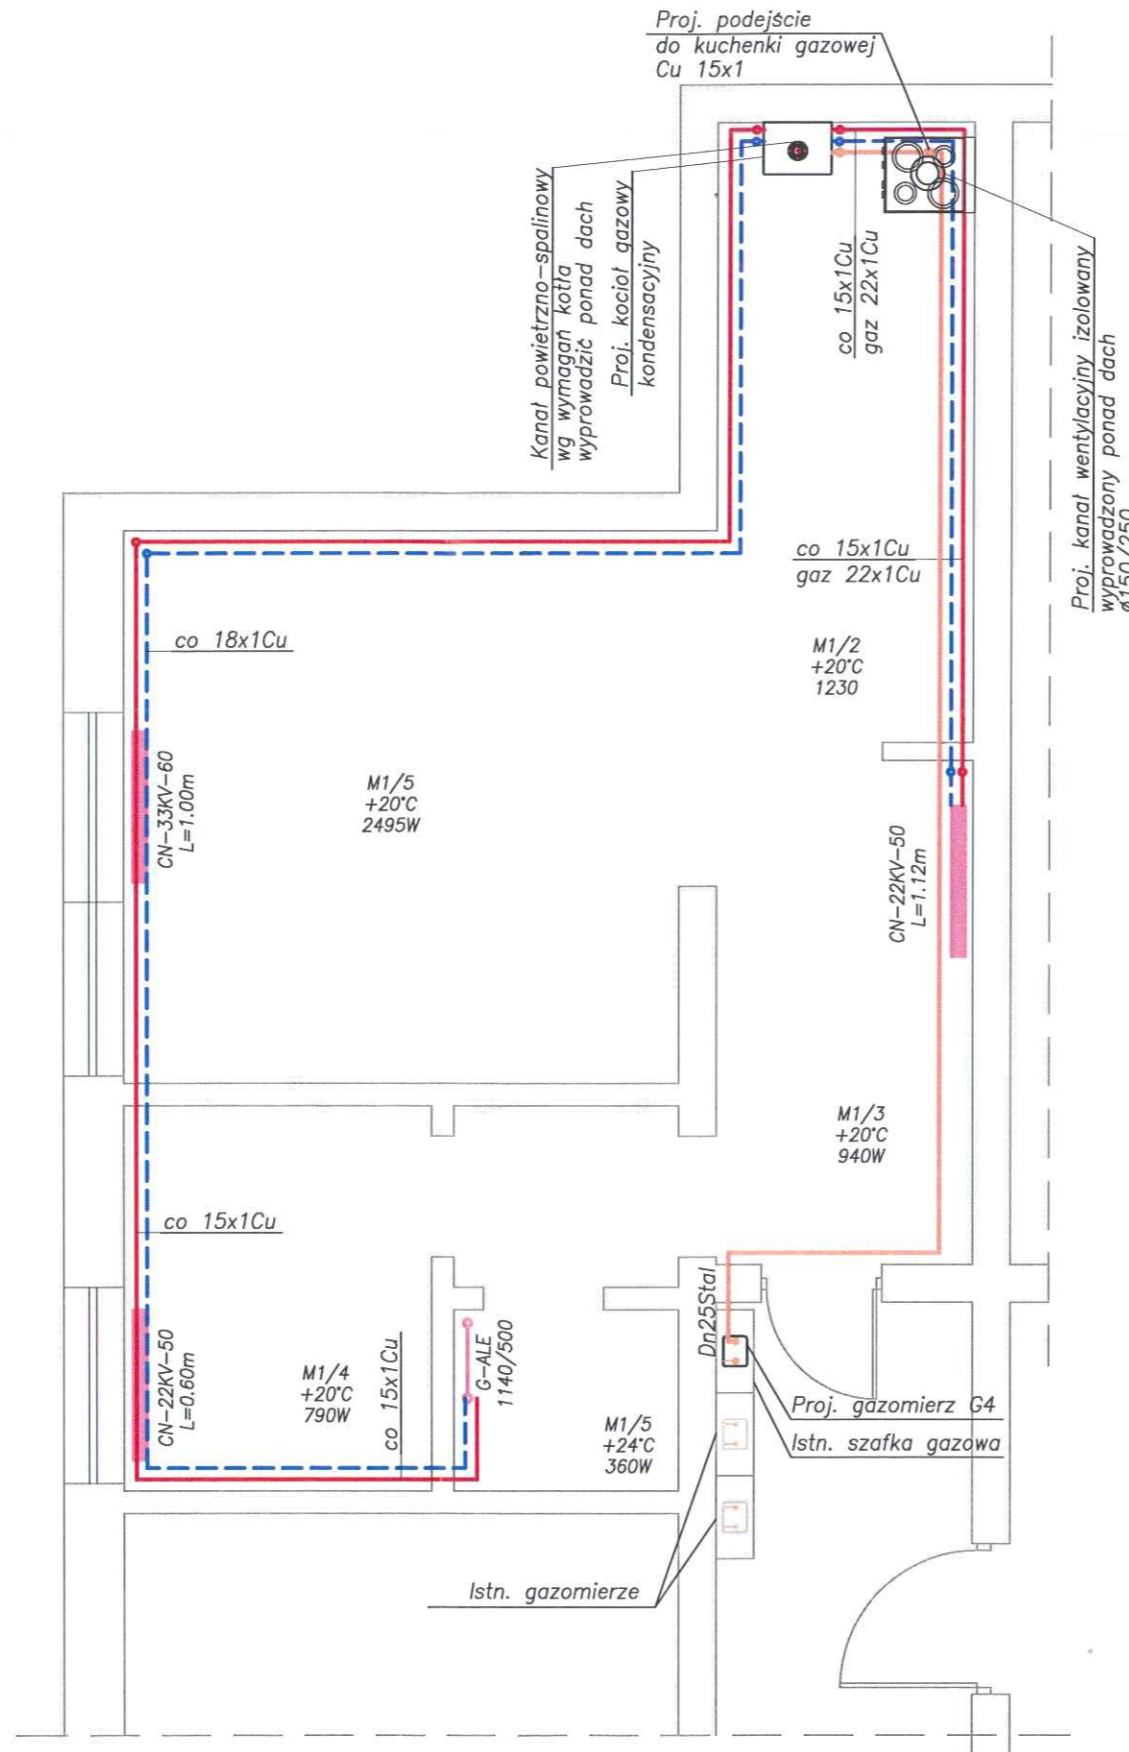 Proj. podejście
do kuchenki gazowej
Cu 15x1
Kanał powietrzno-spalinowy
wg wymagań kotła
wyprowadzić ponad dach
Proj. kocioł gazowy
kondensacyjny
co 15x1Cu
gaz 22x1Cu
Proj. kanał wentylacyjny izolowany
wyprowadzony ponad dach
ø150/250
co 15x1Cu
gaz 22x1Cu
co 18x1Cu
M1/2
+20°C
1230
CN-33KV-60
L=1.00m
M1/5
+20°C
2495W
CN-22KV-50
L=1.12m
M1/3
+20°C
940W
co 15x1Cu
Dn25Stal
CN-22KV-50
L=0.60m
M1/4
+20°C
790W
co 15x1Cu
G-ALE
1140/500
M1/5
+24°C
360W
Proj. gazomierz G4
Istn. szafka gazowa
Istn. gazomierze